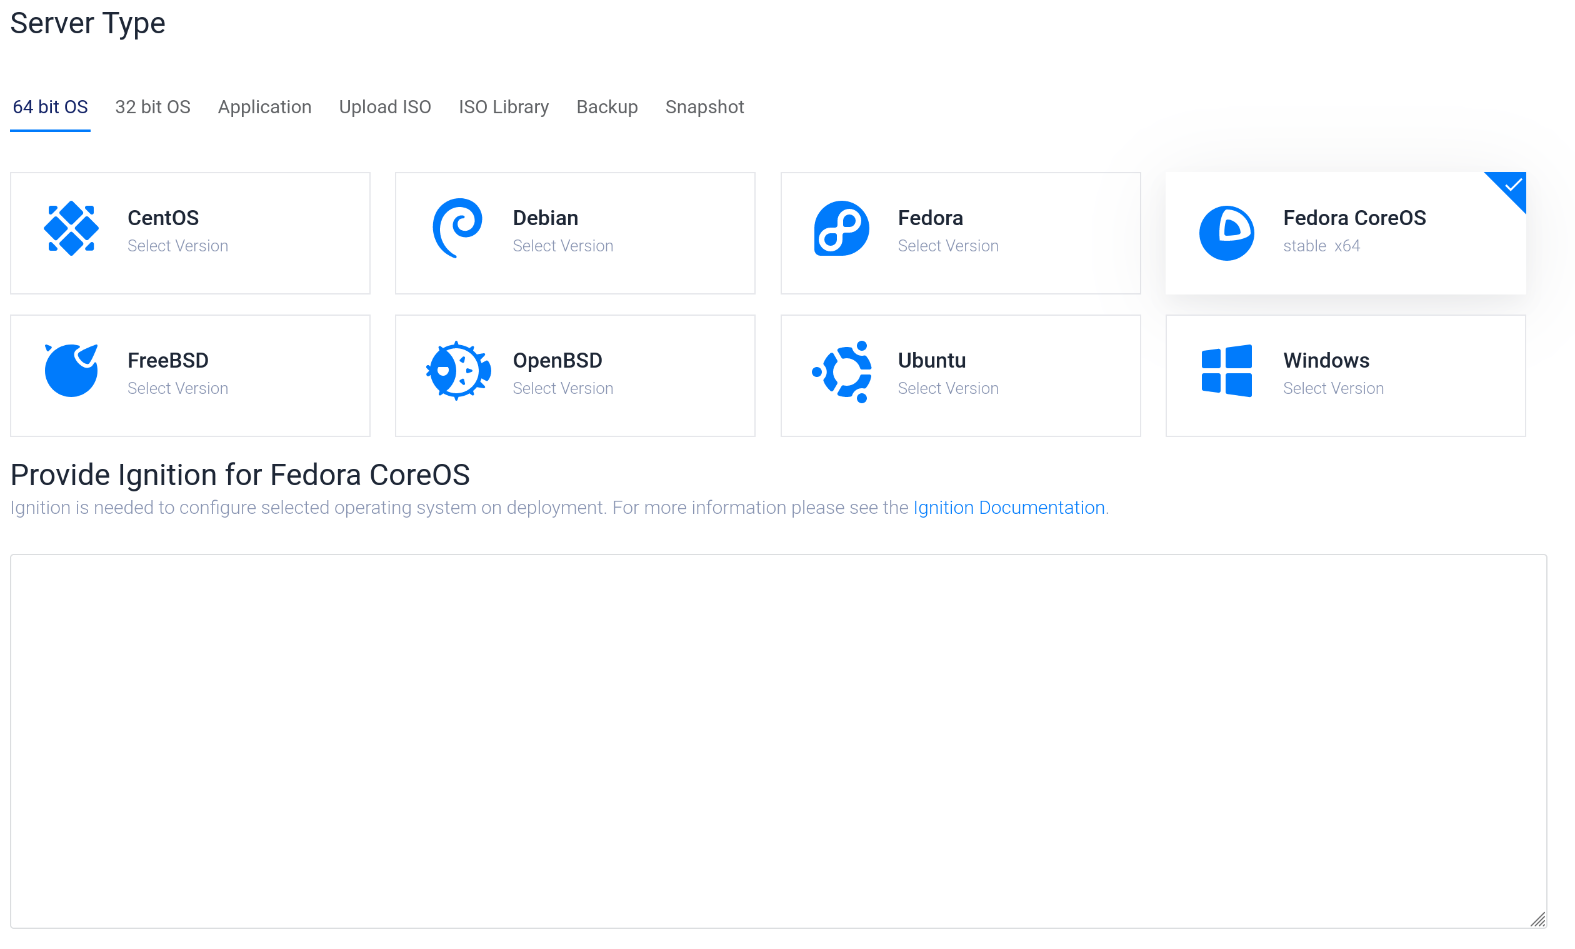 Server Type
64 bit OS 32 bit OS Application Upload ISO ISO Library Backup Snapshot
CentOS
Select Version
Debian
Select Version
Fedora
Select Version
Fedora CoreOS
stable x64
FreeBSD
Select Version
OpenBSD
Select Version
Ubuntu
Select Version
Windows
Select Version
Provide Ignition for Fedora CoreOS
Ignition is needed to configure selected operating system on deployment. For more information please see the Ignition Documentation.